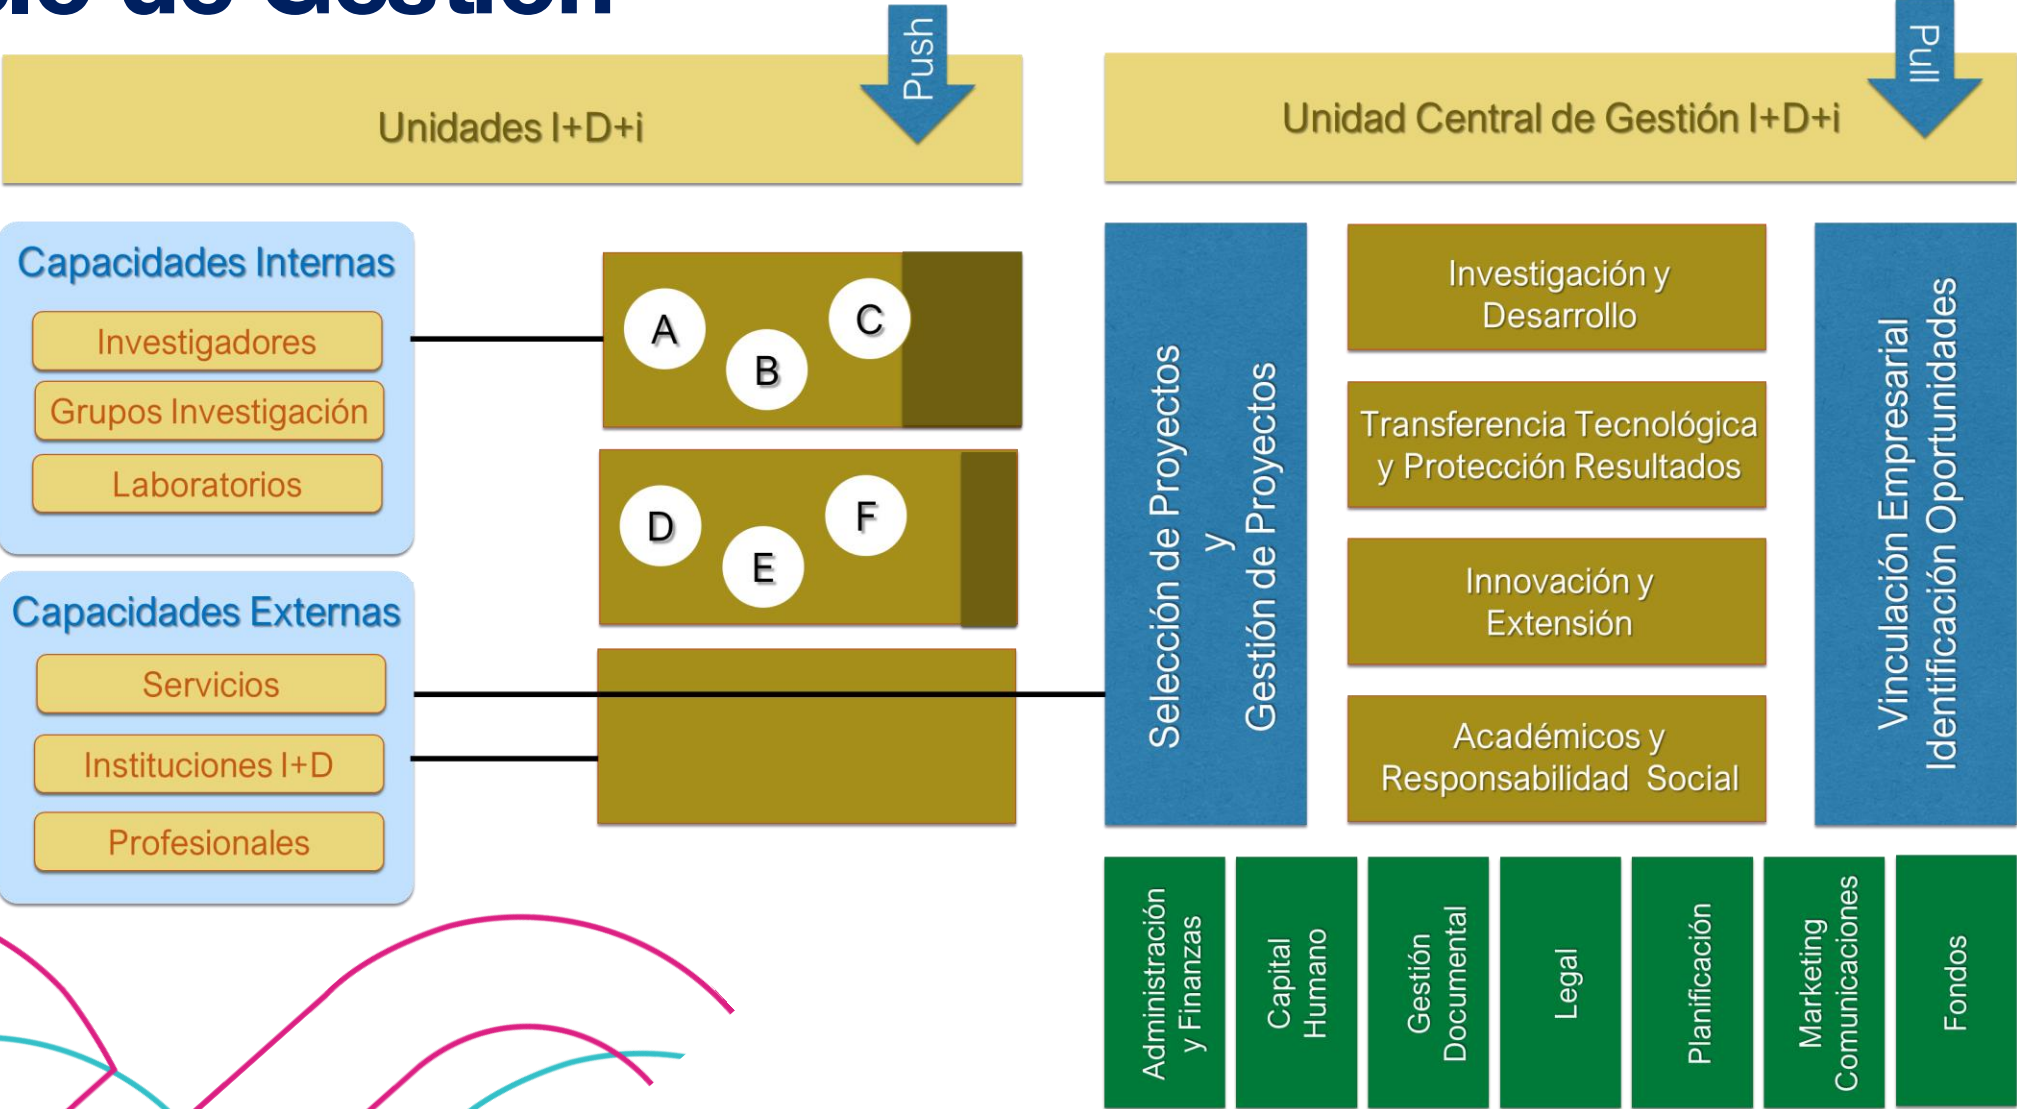 de Gestión
Push
Pull
Unidades I+D+i
Unidad Central de Gestión I+D+i
Capacidades Internas
Investigadores
Grupos Investigación
Laboratorios
Capacidades Externas
Servicios
Instituciones I+D
Profesionales
A
B
C
D
E
F
Selección de Proyectos
y
Gestión de Proyectos
Investigación y
Desarrollo
Transferencia Tecnológica
y Protección Resultados
Innovación y
Extensión
Académicos y
Responsabilidad Social
Vinculación Empresarial
Identificación Oportunidades
Administración
y Finanzas
Capital
Humano
Gestión
Documental
Legal
Planificación
Marketing
Comunicaciones
Fondos